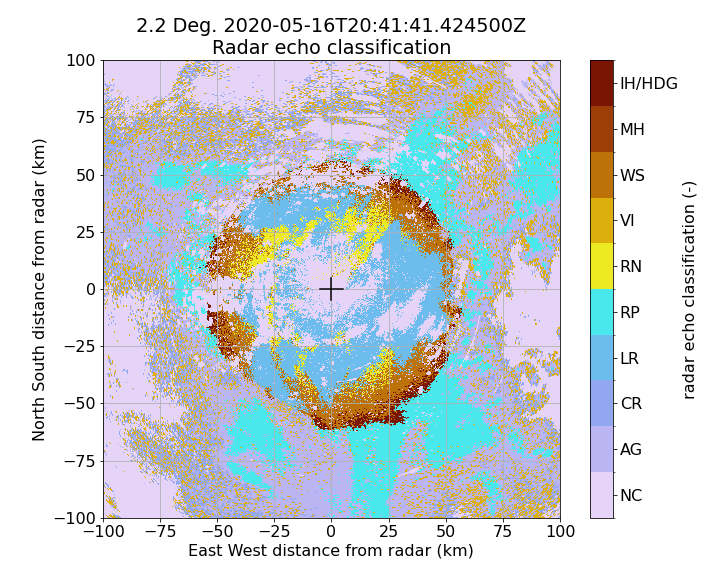 2.2 Deg. 2020-05-16T20:41:41.424500Z
Radar echo classification
100
75
50
25
0
−25
−50
−75
−100
North South distance from radar (km)
−100 −75 −50 −25 0 25 50 75 100
East West distance from radar (km)
IH/HDG
MH
WS
VI
RN
RP
LR
CR
AG
NC
radar echo classification (-)